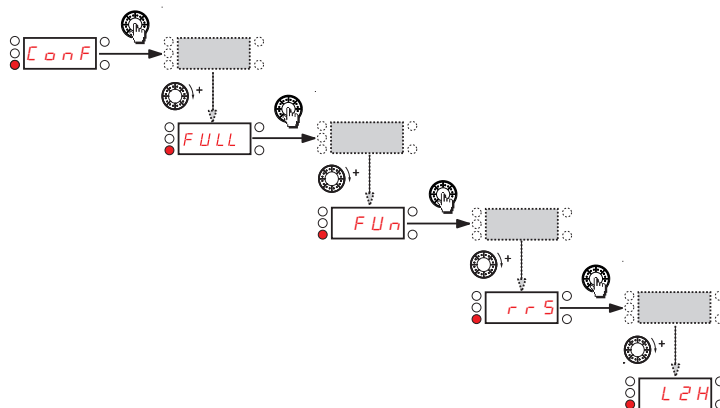 ConF
+
FULL
+
FUn
+
rrS
+
L2H